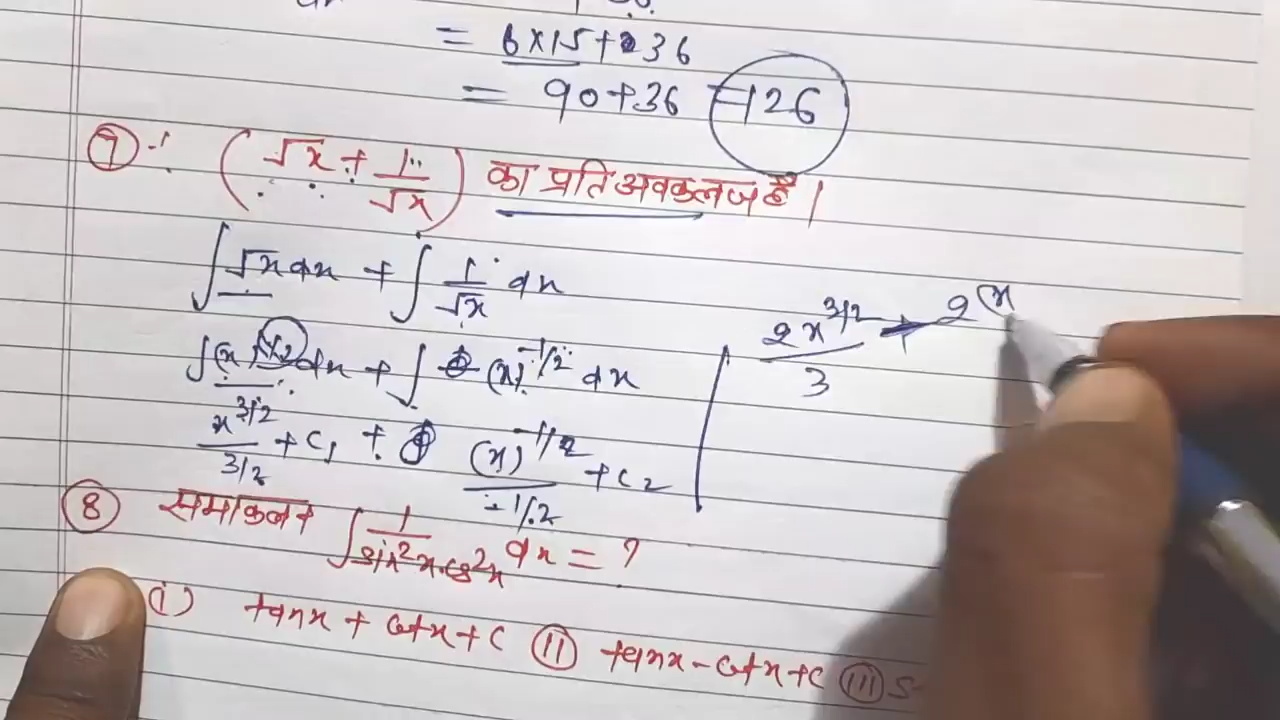 = 6×15+36
= 90+36 =126
7 (√x + 1/√x) का प्रति अवकलज है।
∫√x dx + ∫ 1/√x dx
∫(x)^1/2 dx + ∫ (x)^-1/2 dx
x^3/2 / 3/2 + C1 + (x)^-1/2 / -1/2 + C2
2x^3/2 / 3 + 2(x
8 समाकलन ∫ 1/sin²x.cos²x dx = ?
(i) tanx + cotx + C (II) tanx - cotx + C (III) S